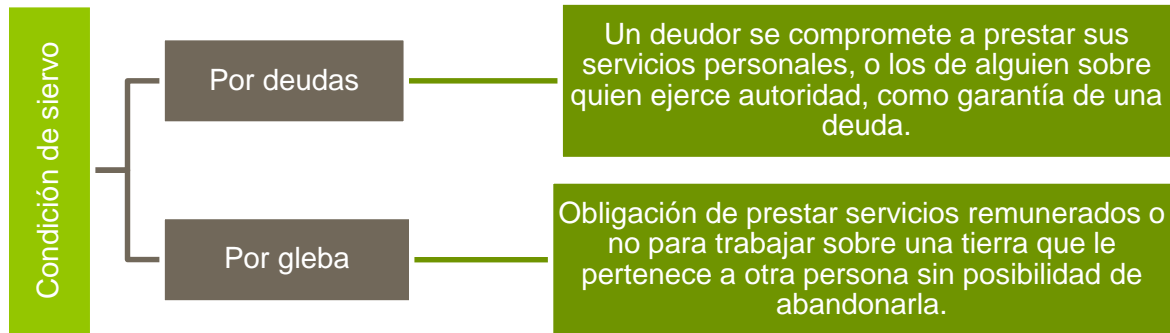 Condición de siervo
Por deudas
Un deudor se compromete a prestar sus
servicios personales, o los de alguien sobre
quien ejerce autoridad, como garantía de una
deuda.
Por gleba
Obligación de prestar servicios remunerados o
no para trabajar sobre una tierra que le
pertenece a otra persona sin posibilidad de
abandonarla.